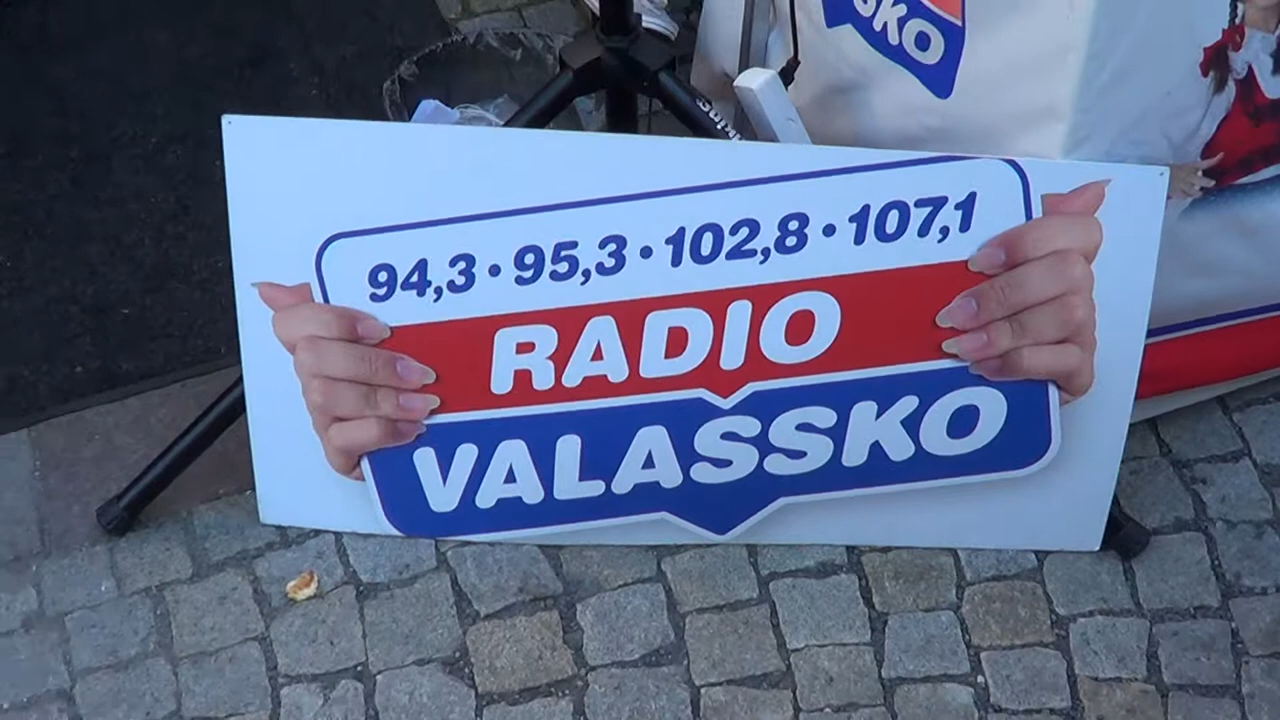 SKO
94,3 • 95,3 • 102,8 • 107,1
RADIO
VALASSKO